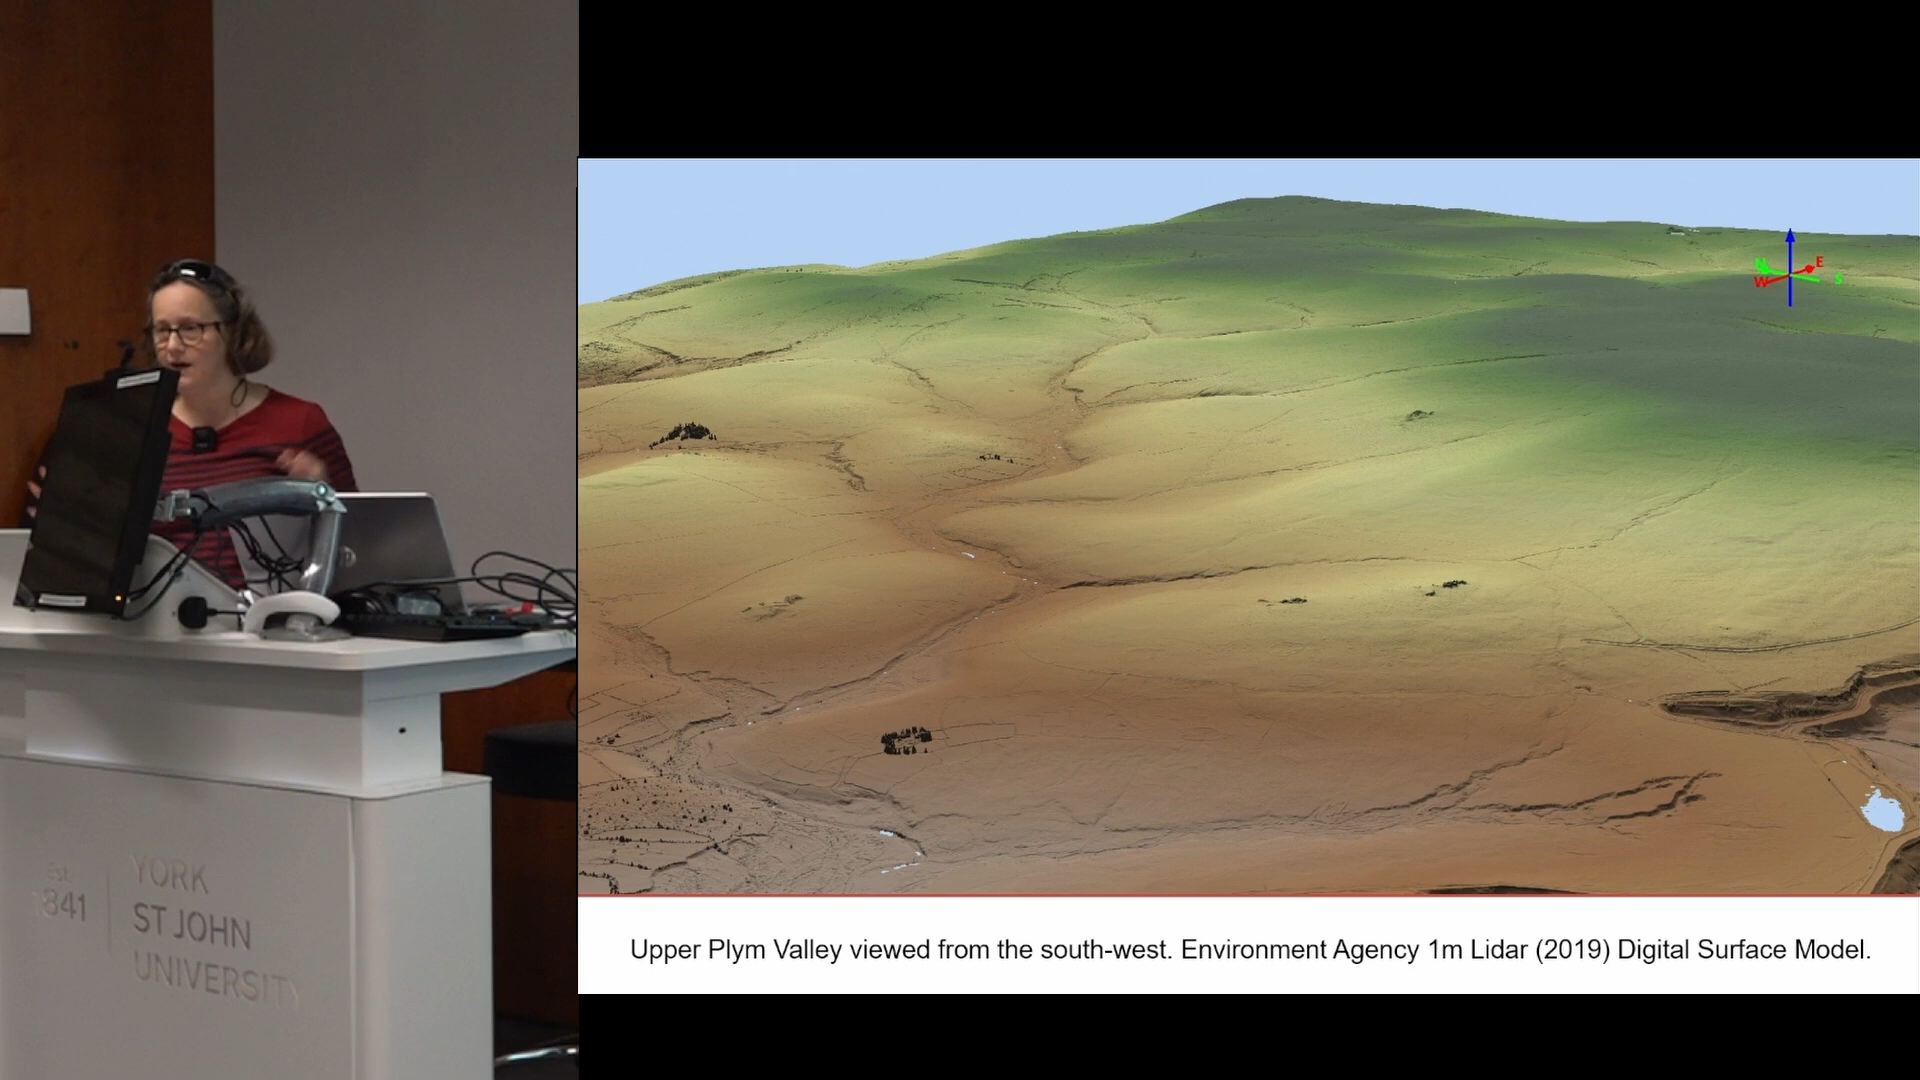 Est.
1841
YORK
ST JOHN
UNIVERSITY
N
E
W
S
Upper Plym Valley viewed from the south-west. Environment Agency 1m Lidar (2019) Digital Surface Model.